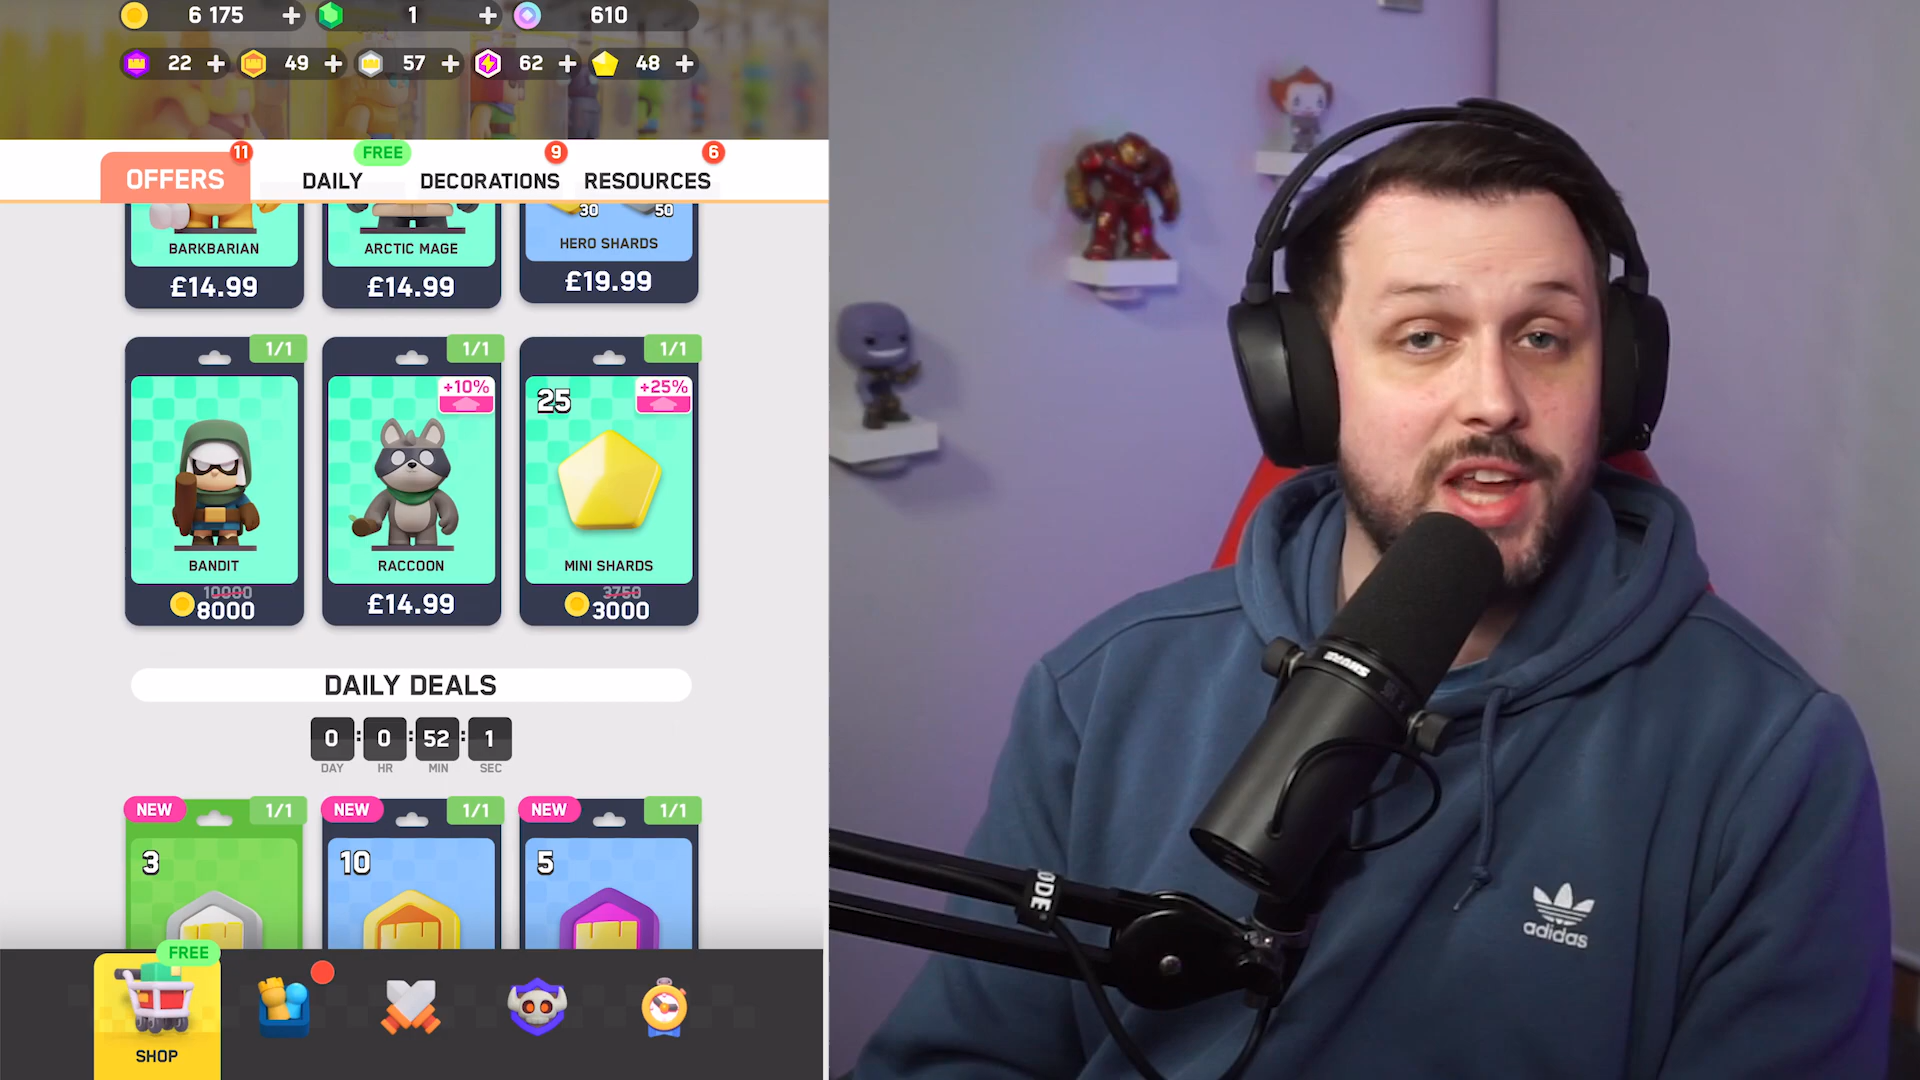 6 175 + 1 + 610
22 + 49 + 57 + 62 + 48 +
OFFERS 11
FREE
DAILY
DECORATIONS 9
RESOURCES 6
30 50
BARKBARIAN
ARCTIC MAGE
HERO SHARDS
£14.99
£14.99
£19.99
1/1
1/1
1/1
+10%
25
+25%
BANDIT
RACCOON
MINI SHARDS
10000
8000
£14.99
3750
3000
DAILY DEALS
0 : 0 : 52 : 1
DAY HR MIN SEC
NEW 1/1
NEW 1/1
NEW 1/1
3
10
5
FREE
SHOP
SHURE
RODE
adidas